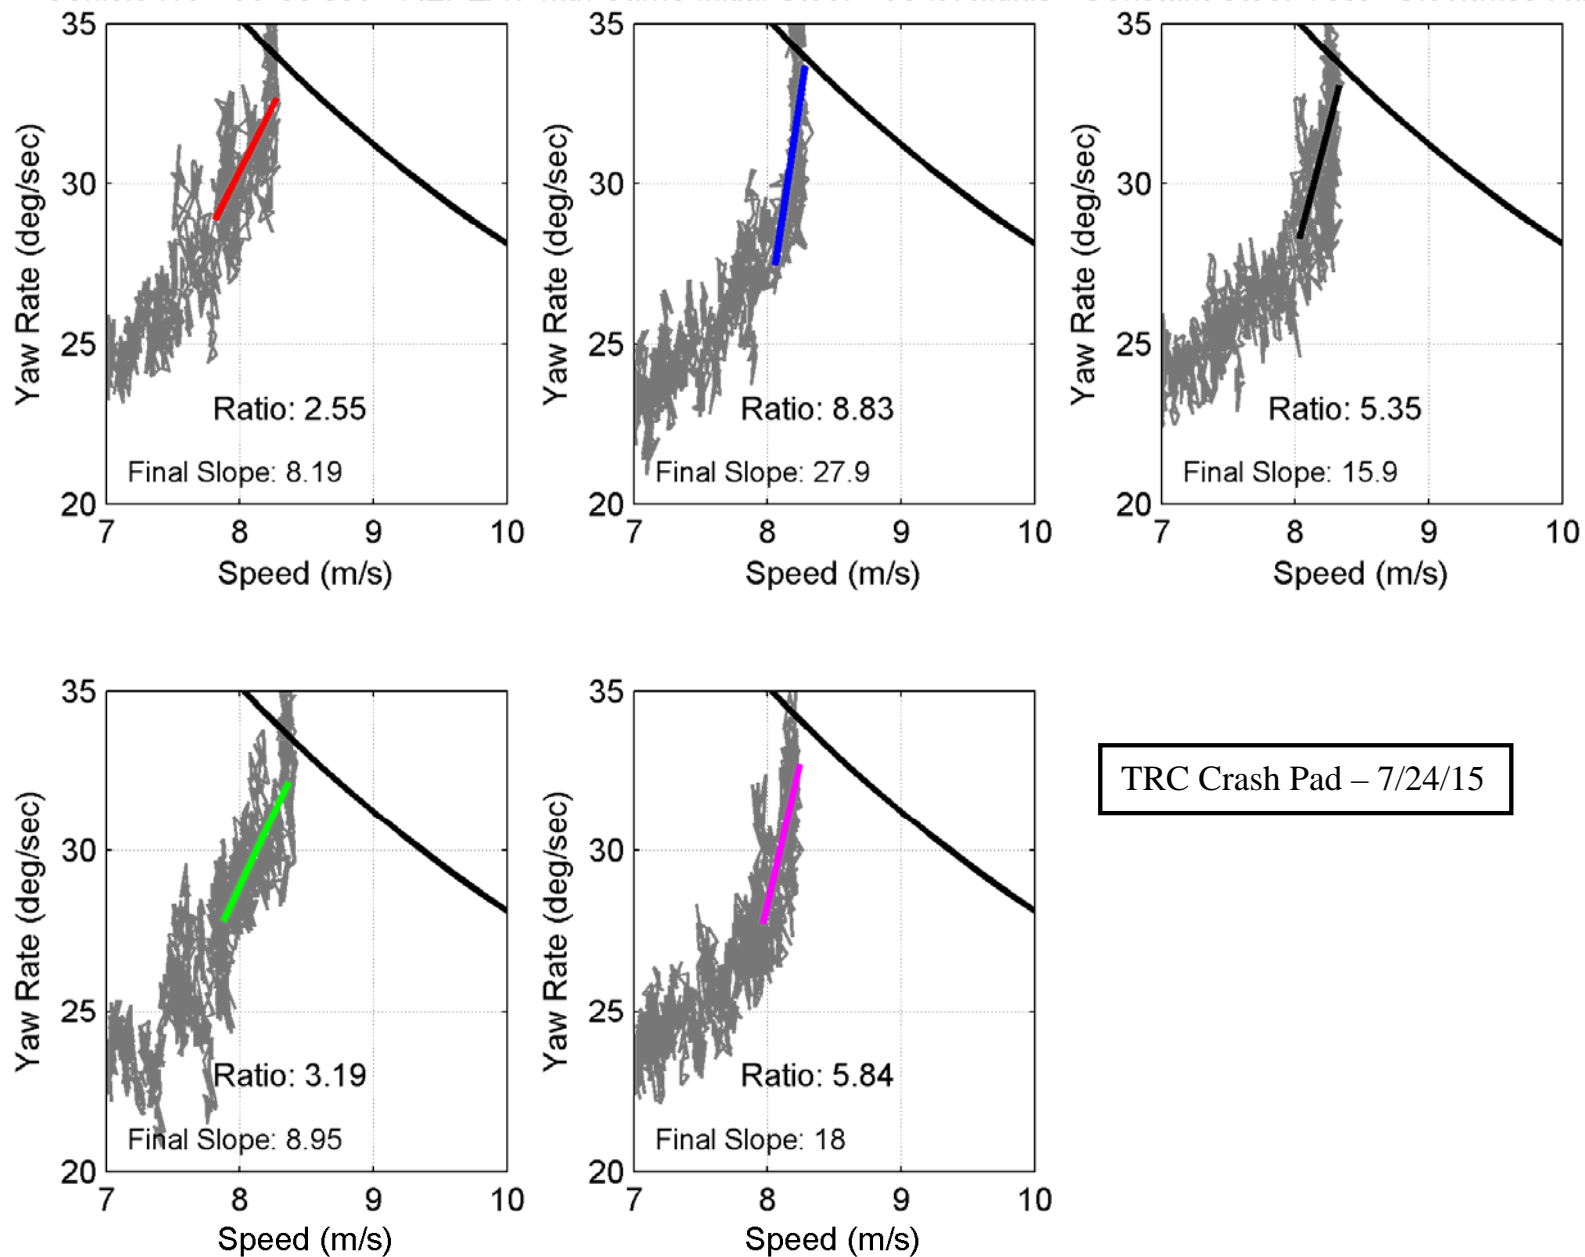 35
30
25
20
Yaw Rate (deg/sec)
Ratio: 2.55
Final Slope: 8.19
7 8 9 10
Speed (m/s)
35
30
25
20
Yaw Rate (deg/sec)
Ratio: 8.83
Final Slope: 27.9
7 8 9 10
Speed (m/s)
35
30
25
20
Yaw Rate (deg/sec)
Ratio: 5.35
Final Slope: 15.9
7 8 9 10
Speed (m/s)
35
30
25
20
Yaw Rate (deg/sec)
Ratio: 3.19
Final Slope: 8.95
7 8 9 10
Speed (m/s)
35
30
25
20
Yaw Rate (deg/sec)
Ratio: 5.84
Final Slope: 18
7 8 9 10
Speed (m/s)
TRC Crash Pad – 7/24/15